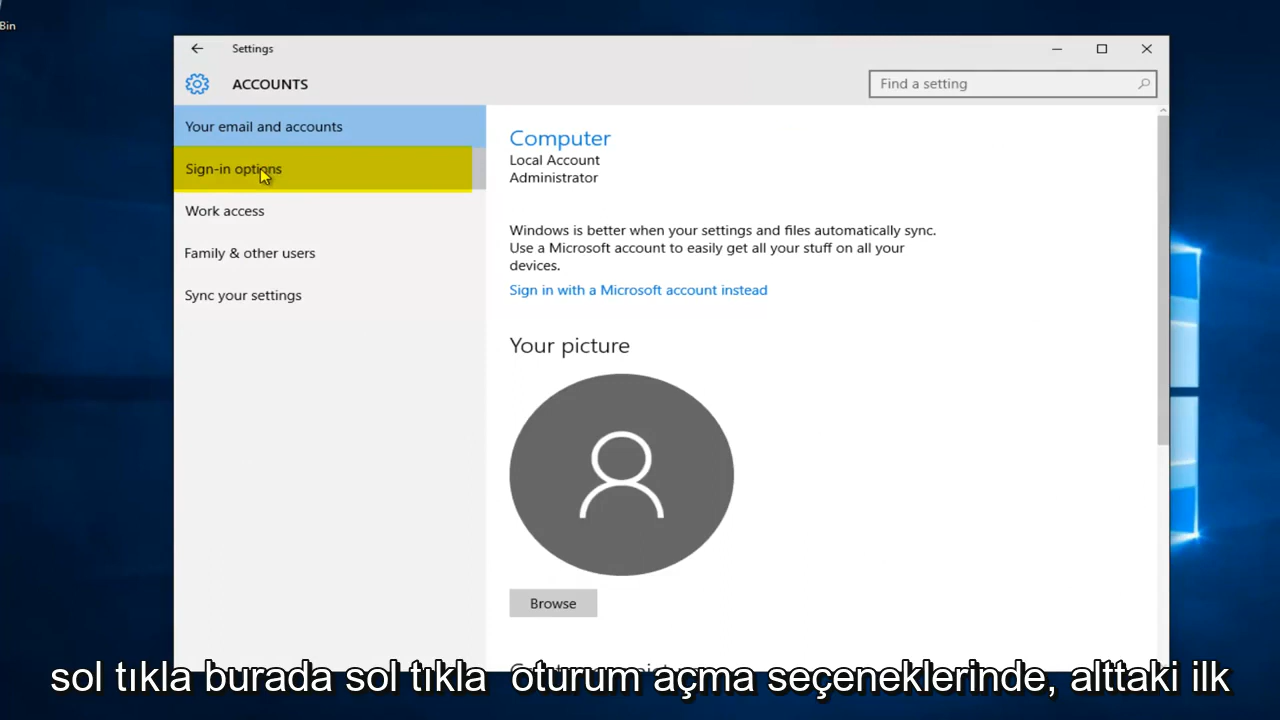 Bin
Settings
ACCOUNTS
Find a setting
Your email and accounts
Sign-in options
Work access
Family & other users
Sync your settings
Computer
Local Account
Administrator
Windows is better when your settings and files automatically sync.
Use a Microsoft account to easily get all your stuff on all your
devices.
Sign in with a Microsoft account instead
Your picture
Browse
sol tıkla burada sol tıkla oturum açma seçeneklerinde, alttaki ilk